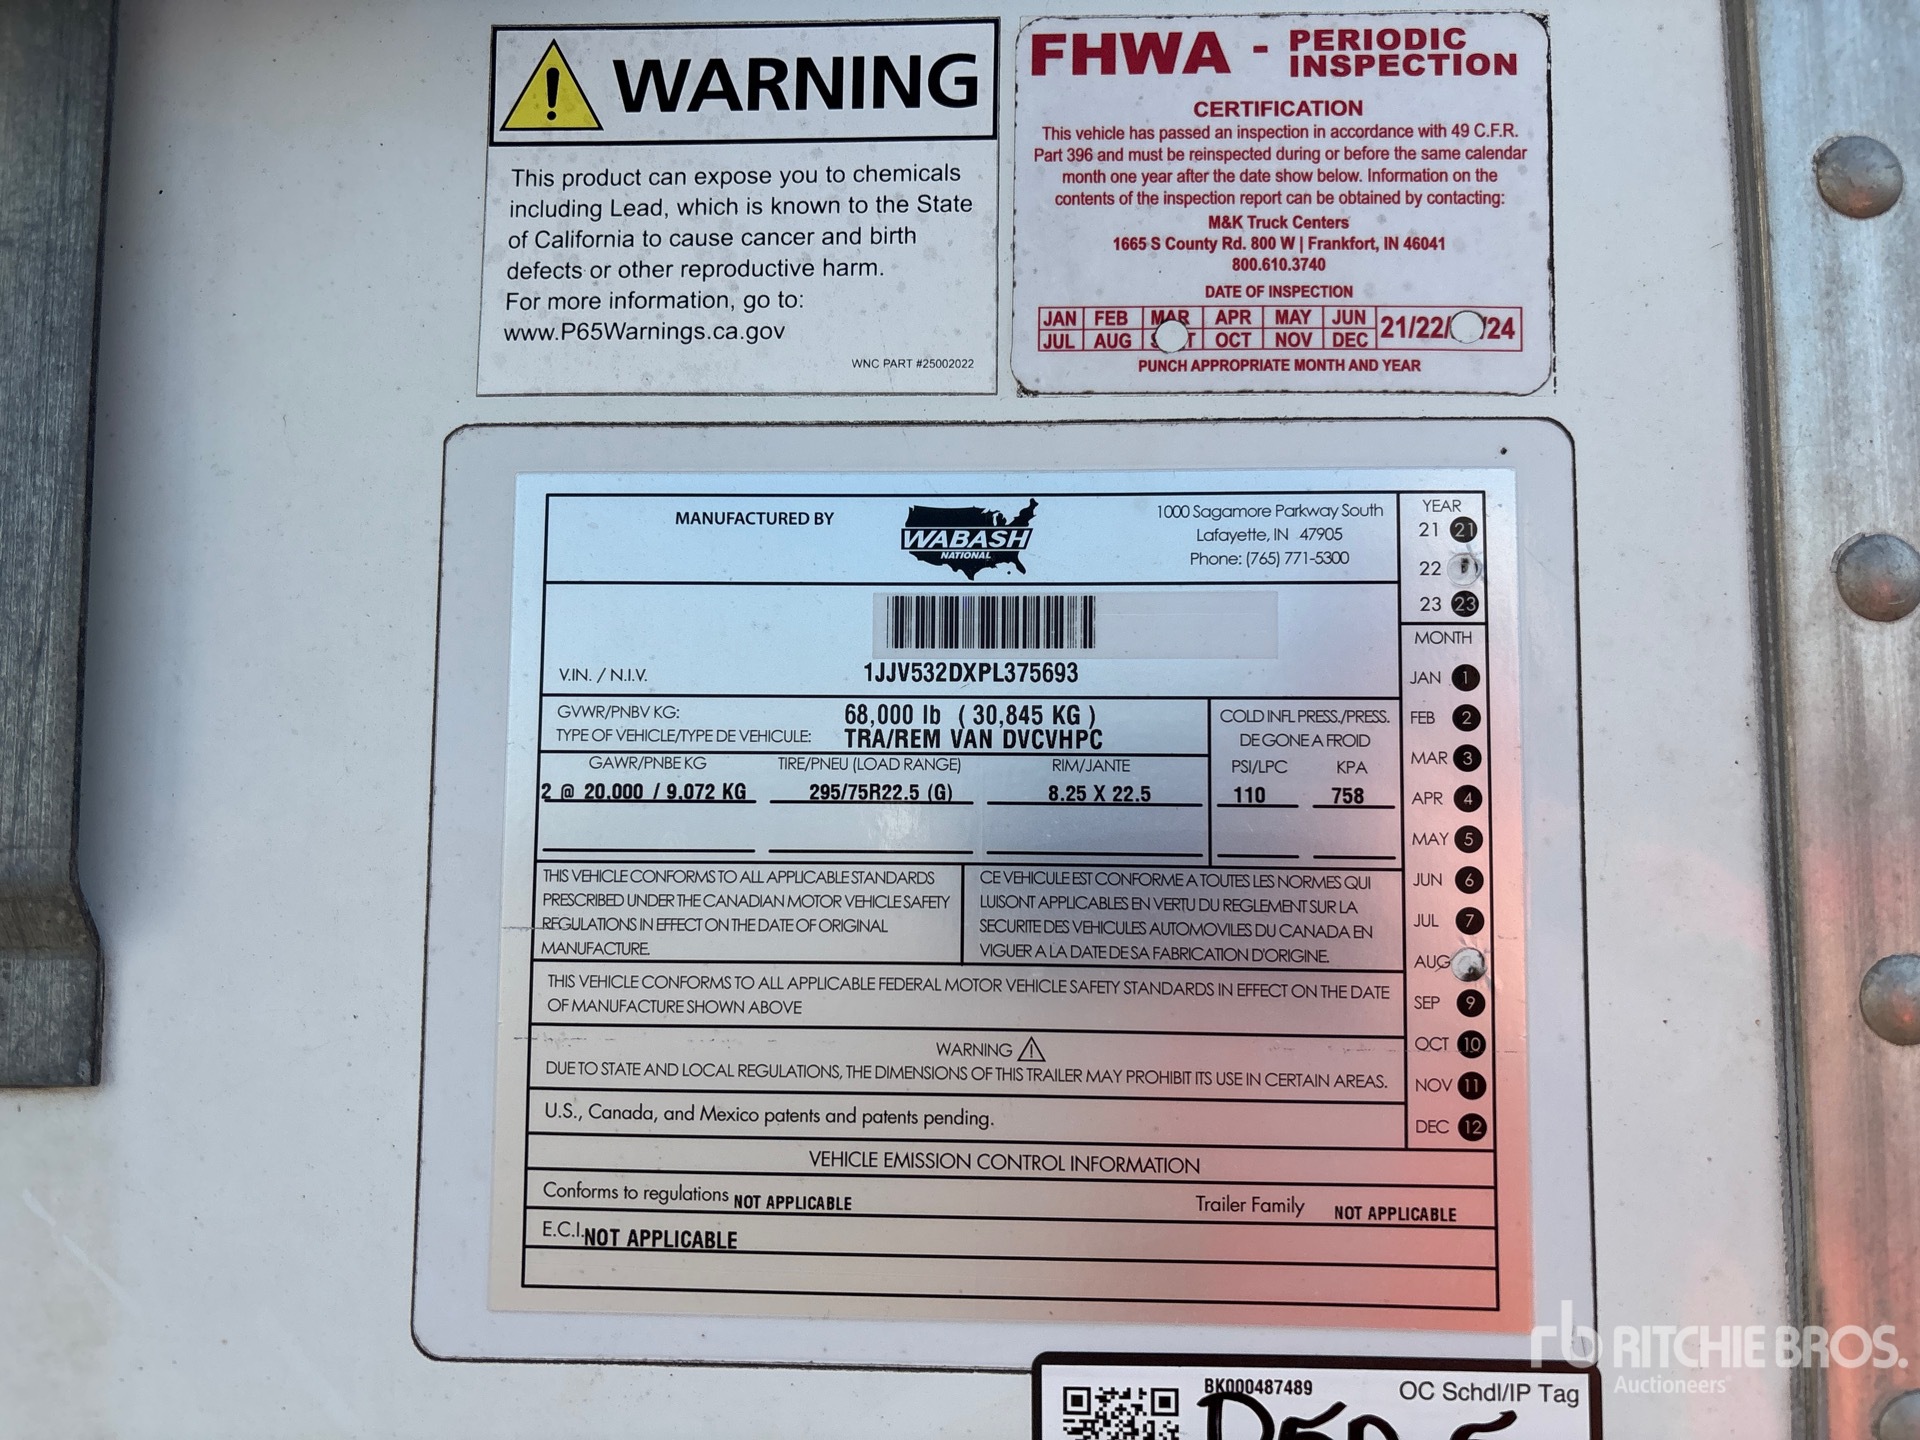 WARNING
This product can expose you to chemicals
including Lead, which is known to the State
of California to cause cancer and birth
defects or other reproductive harm.
For more information, go to:
www.P65Warnings.ca.gov
WNC PART #25002022
FHWA - PERIODIC
INSPECTION
CERTIFICATION
This vehicle has passed an inspection in accordance with 49 C.F.R.
Part 396 and must be reinspected during or before the same calendar
month one year after the date show below. Information on the
contents of the inspection report can be obtained by contacting:
M&K Truck Centers
1665 S County Rd. 800 W | Frankfort, IN 46041
800.610.3740
DATE OF INSPECTION
JAN FEB MAR APR MAY JUN 21/22/ /24
JUL AUG OCT NOV DEC
PUNCH APPROPRIATE MONTH AND YEAR
MANUFACTURED BY
WABASH
NATIONAL
1000 Sagamore Parkway South
Lafayette, IN 47905
Phone: (765) 771-5300
V.IN. / N.I.V.
1JJV532DXPL375693
GVWR/PNBV KG: 68,000 lb ( 30,845 KG )
TYPE OF VEHICLE/TYPE DE VEHICULE: TRA/REM VAN DVCVHPC
COLD INFL PRESS./PRESS.
DE GONE A FROID
GAWR/PNBE KG TIRE/PNEU (LOAD RANGE) RIM/JANTE PSI/LPC KPA
2 @ 20,000 / 9,072 KG 295/75R22.5 (G) 8.25 X 22.5 110 758
THIS VEHICLE CONFORMS TO ALL APPLICABLE STANDARDS
PRESCRIBED UNDER THE CANADIAN MOTOR VEHICLE SAFETY
REGULATIONS IN EFFECT ON THE DATE OF ORIGINAL
MANUFACTURE.
CE VEHICULE EST CONFORME A TOUTES LES NORMES QUI
LUISONT APPLICABLES EN VERTU DU REGLEMENT SUR LA
SECURITE DES VEHICULES AUTOMOVILES DU CANADA EN
VIGUER A LA DATE DE SA FABRICATION D'ORIGINE.
THIS VEHICLE CONFORMS TO ALL APPLICABLE FEDERAL MOTOR VEHICLE SAFETY STANDARDS IN EFFECT ON THE DATE
OF MANUFACTURE SHOWN ABOVE
WARNING
DUE TO STATE AND LOCAL REGULATIONS, THE DIMENSIONS OF THIS TRAILER MAY PROHIBIT ITS USE IN CERTAIN AREAS.
U.S., Canada, and Mexico patents and patents pending.
VEHICLE EMISSION CONTROL INFORMATION
Conforms to regulations NOT APPLICABLE Trailer Family NOT APPLICABLE
E.C.I. NOT APPLICABLE
YEAR
21 21
22
23 23
MONTH
JAN 1
FEB 2
MAR 3
APR 4
MAY 5
JUN 6
JUL 7
AUG
SEP 9
OCT 10
NOV 11
DEC 12
BK000487489 OC Schdl/IP Tag
rb RITCHIE BROS.
Auctioneers